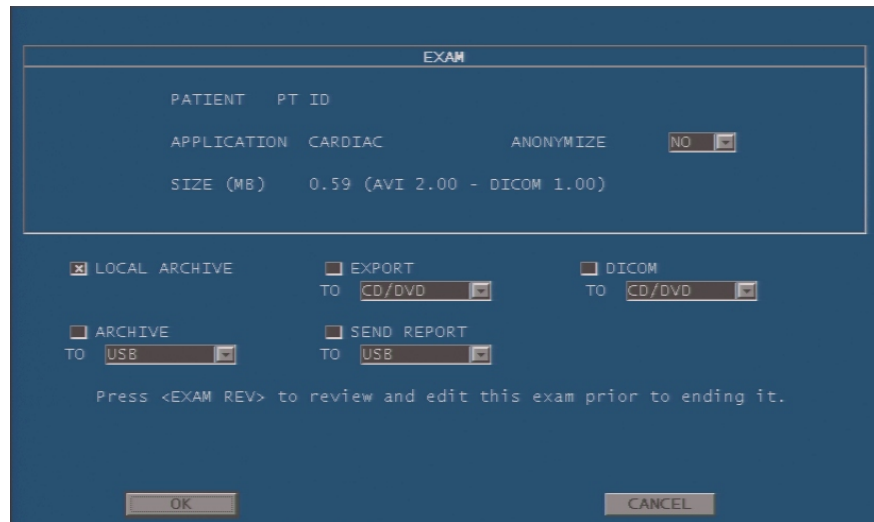 EXAM
PATIENT PT ID
APPLICATION CARDIAC ANONYMIZE NO
SIZE (MB) 0.59 (AVI 2.00 - DICOM 1.00)
x LOCAL ARCHIVE EXPORT DICOM
TO CD/DVD TO CD/DVD
ARCHIVE SEND REPORT
TO USB TO USB
Press <EXAM REV> to review and edit this exam prior to ending it.
OK CANCEL